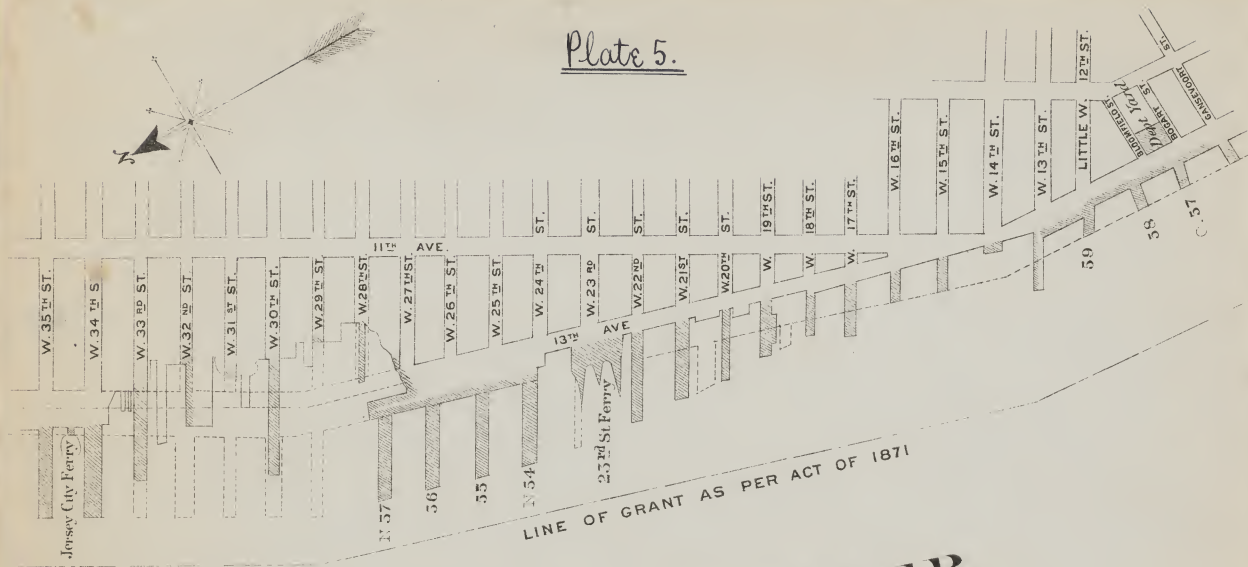 Plate 5.
N
11TH AVE.
W. 35TH ST.
W. 34TH S
W. 33RD ST.
W. 32ND ST.
W. 31ST ST.
W. 30TH ST.
W. 29TH ST.
W. 28TH ST.
W. 27TH ST.
W. 26TH ST.
W. 25TH ST.
W. 24TH ST.
W. 23RD ST.
W. 22ND ST.
W. 21ST ST.
W. 20TH ST.
W. 19TH ST.
W. 18TH ST.
W. 17TH ST.
W. 16TH ST.
W. 15TH ST.
W. 14TH ST.
W. 13TH ST.
LITTLE W. 12TH ST.
BLOOMFIELD ST.
Dept Yard
BOGART ST
GANSEVOORT
ST.
13TH AVE
Jersey City Ferry
N 57
56
55
N 54
23rd St Ferry
59
58
C. 57
LINE OF GRANT AS PER ACT OF 1871